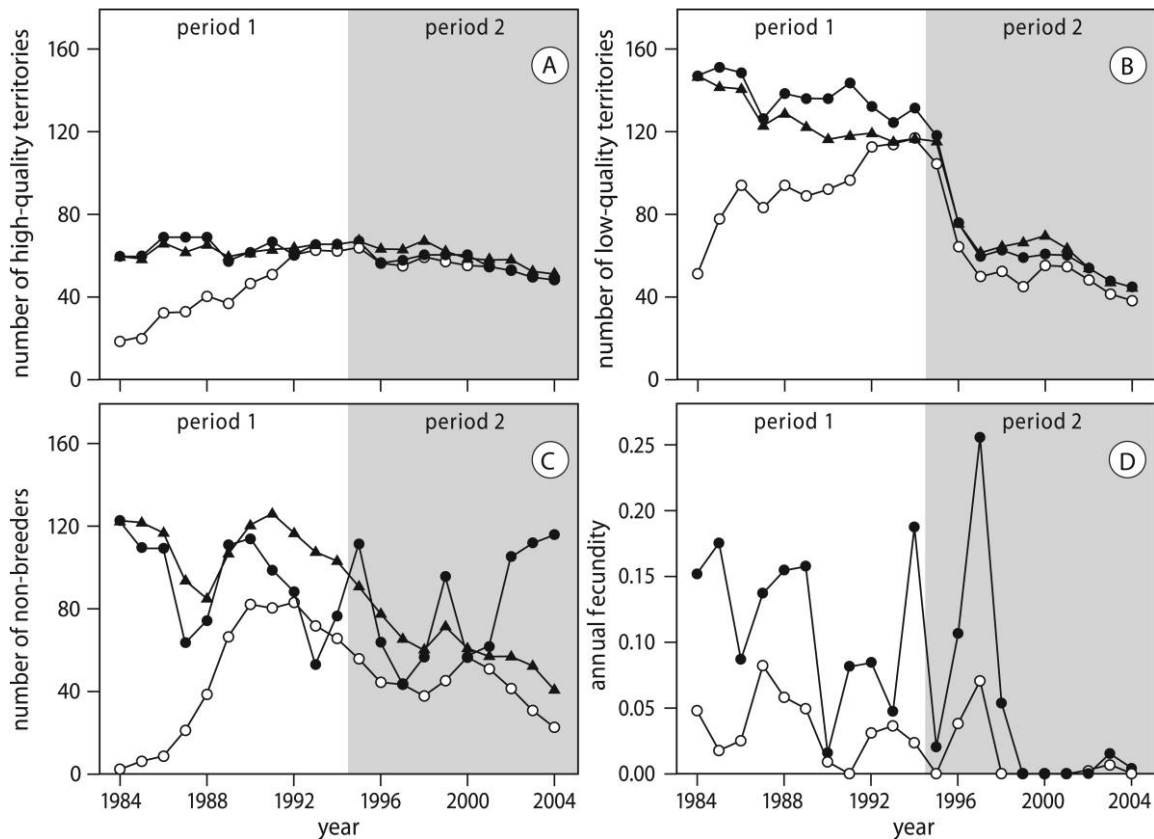 period 1 period 2
A
160
120
80
40
0
number of high-quality territories
period 1 period 2
B
160
120
80
40
0
number of low-quality territories
period 1 period 2
C
160
120
80
40
0
number of non-breeders
1984 1988 1992 1996 2000 2004
year
period 1 period 2
D
0.25
0.20
0.15
0.10
0.05
0.00
annual fecundity
1984 1988 1992 1996 2000 2004
year